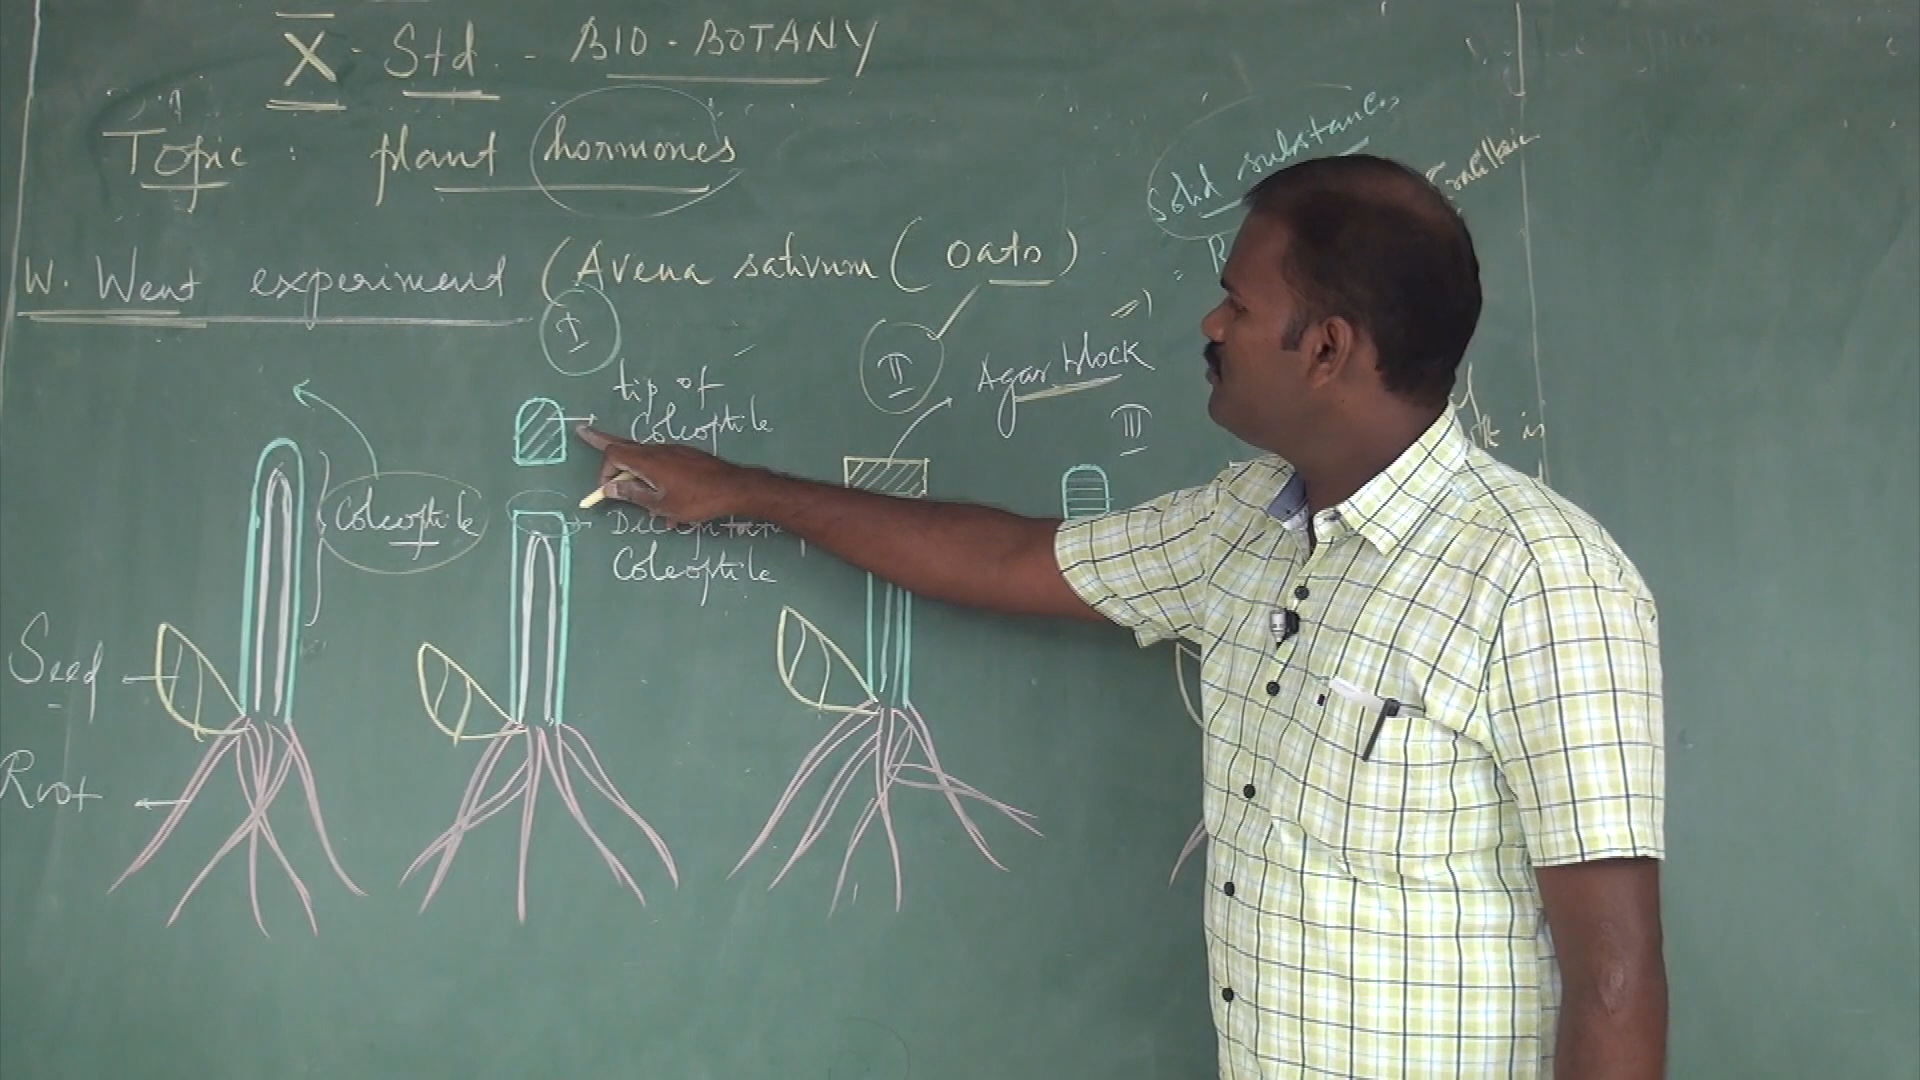 X - Std. - BIO - BOTANY
Topic : plant hormones
Solid substance,
W. Went experiment (Avena sativum ( oats )
I
II
Agar block
III
tip of
Coleoptile
Coleoptile
Coleoptile
Seed
Root
is